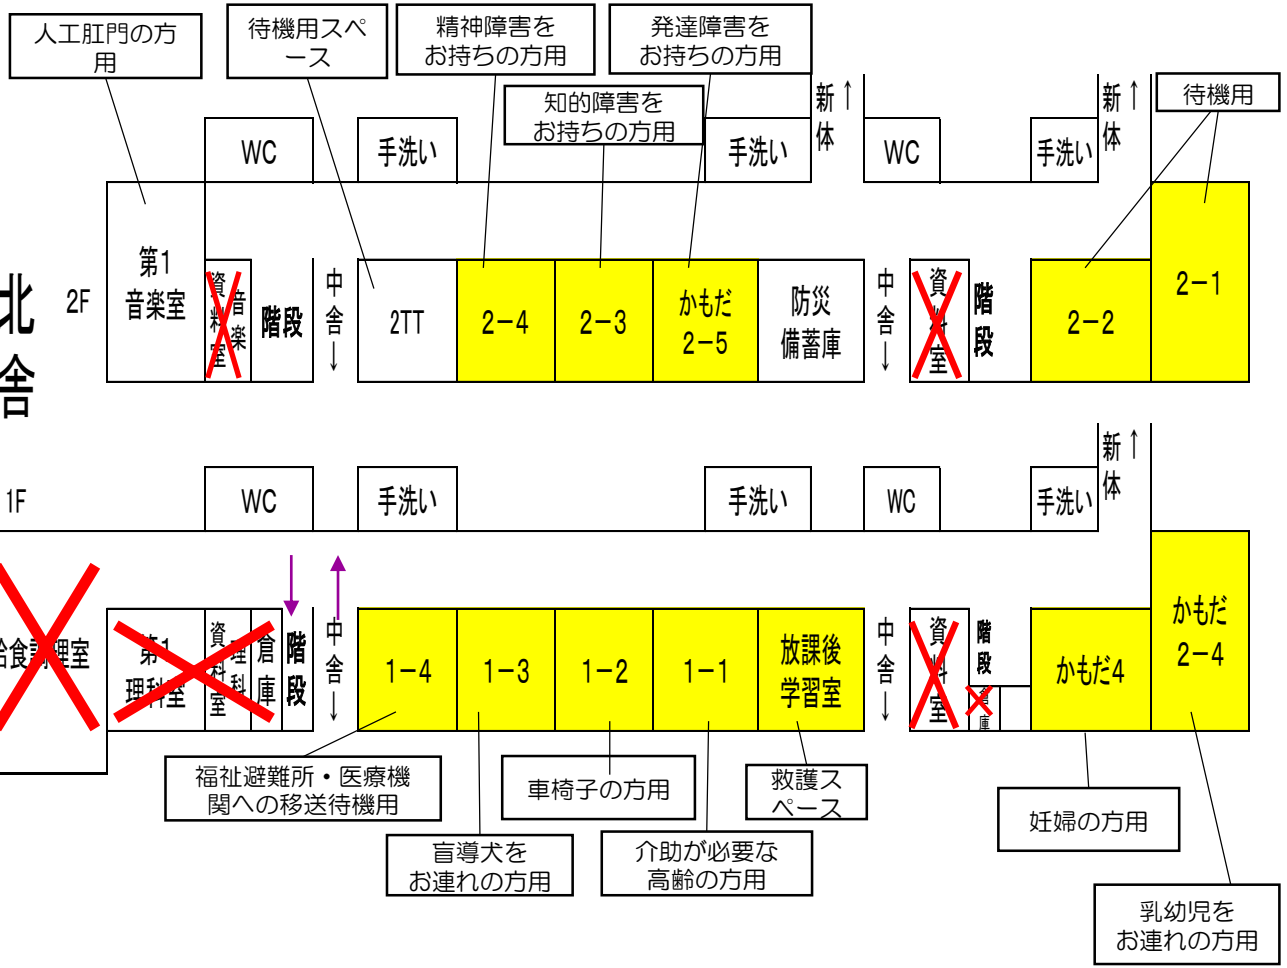 人工肛門の方
用
待機用スペ
ース
精神障害を
お持ちの方用
発達障害を
お持ちの方用
知的障害を
お持ちの方用
待機用
新体↑
新体↑
WC
手洗い
手洗い
WC
手洗い
北舎
2F
第1
音楽室
音楽
資料室
階段
中舎↓
2TT
2-4
2-3
かもだ
2-5
防災
備蓄庫
中舎↓
資料室
階段
2-2
2-1
新体↑
1F
WC
手洗い
手洗い
WC
手洗い
給食調理室
第1
理科室
理科
資料室
倉庫
階段
中舎↓
1-4
1-3
1-2
1-1
放課後
学習室
中舎↓
資料室
階段
倉庫
かもだ4
かもだ
2-4
福祉避難所・医療機
関への移送待機用
車椅子の方用
救護ス
ペース
妊婦の方用
盲導犬を
お連れの方用
介助が必要な
高齢の方用
乳幼児を
お連れの方用